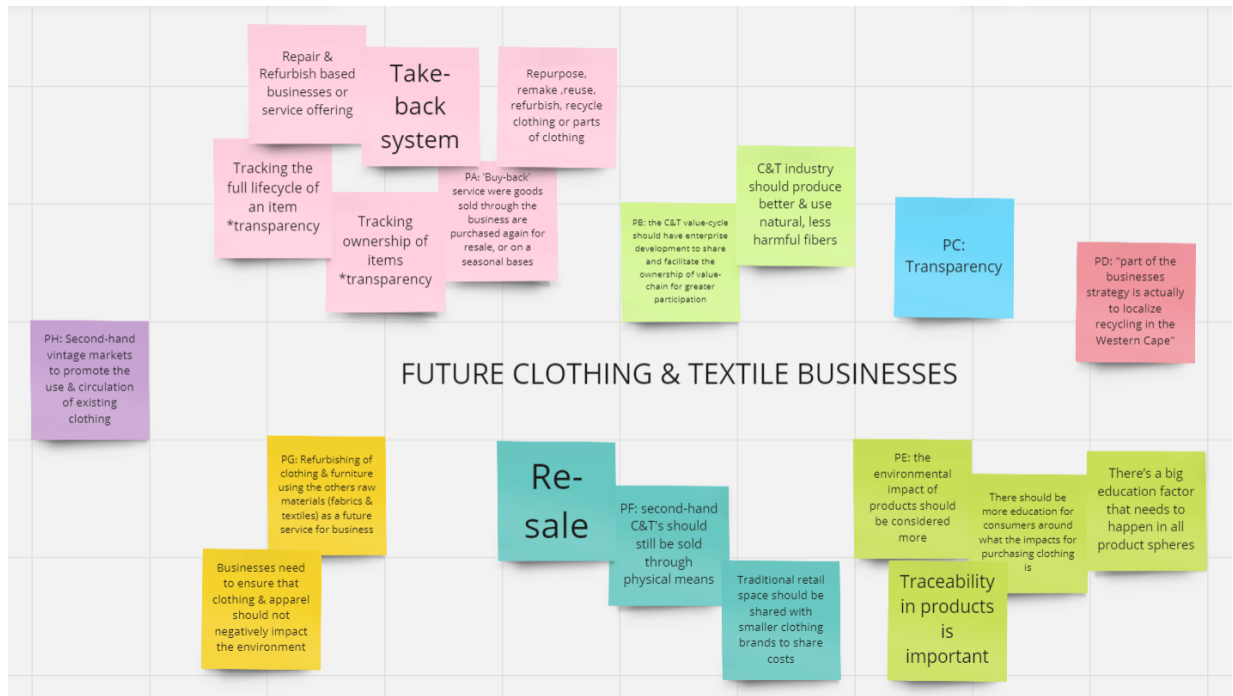 Repair &
Refurbish based
businesses or
service offering
Take-
back
system
Repurpose,
remake ,reuse,
refurbish, recycle
clothing or parts
of clothing
Tracking the
full lifecycle of
an item
*transparency
Tracking
ownership of
items
*transparency
PA: 'Buy-back'
service were goods
sold through the
business are
purchased again for
resale, or on a
seasonal bases
PB: the C&T value-cycle
should have enterprise
development to share
and facilitate the
ownership of value-
chain for greater
participation
C&T industry
should produce
better & use
natural, less
harmful fibers
PC:
Transparency
PD: "part of the
businesses
strategy is actually
to localize
recycling in the
Western Cape"
PH: Second-hand
vintage markets
to promote the
use & circulation
of existing
clothing
FUTURE CLOTHING & TEXTILE BUSINESSES
PG: Refurbishing of
clothing & furniture
using the others raw
materials (fabrics &
textiles) as a future
service for business
Businesses need
to ensure that
clothing & apparel
should not
negatively impact
the environment
Re-
sale
PF: second-hand
C&T's should
still be sold
through
physical means
Traditional retail
space should be
shared with
smaller clothing
brands to share
costs
PE: the
environmental
impact of
products should
be considered
more
There should be
more education for
consumers around
what the impacts for
purchasing clothing
is
There's a big
education factor
that needs to
happen in all
product spheres
Traceability
in products
is
important